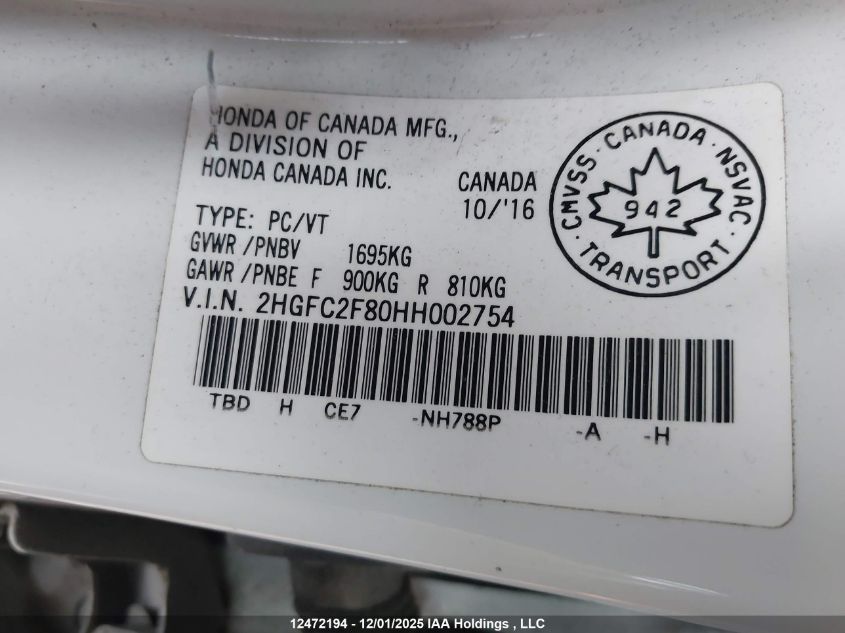 HONDA OF CANADA MFG.,
A DIVISION OF
HONDA CANADA INC.
CANADA
10/'16
TYPE: PC/VT
GVWR /PNBV 1695KG
GAWR /PNBE F 900KG R 810KG
V.I.N. 2HGFC2F80HH002754
TBD H CE7 -NH788P -A -H
CMVSS · CANADA · NSVAC · TRANSPORT ·
942
12472194 - 12/01/2025 IAA Holdings , LLC